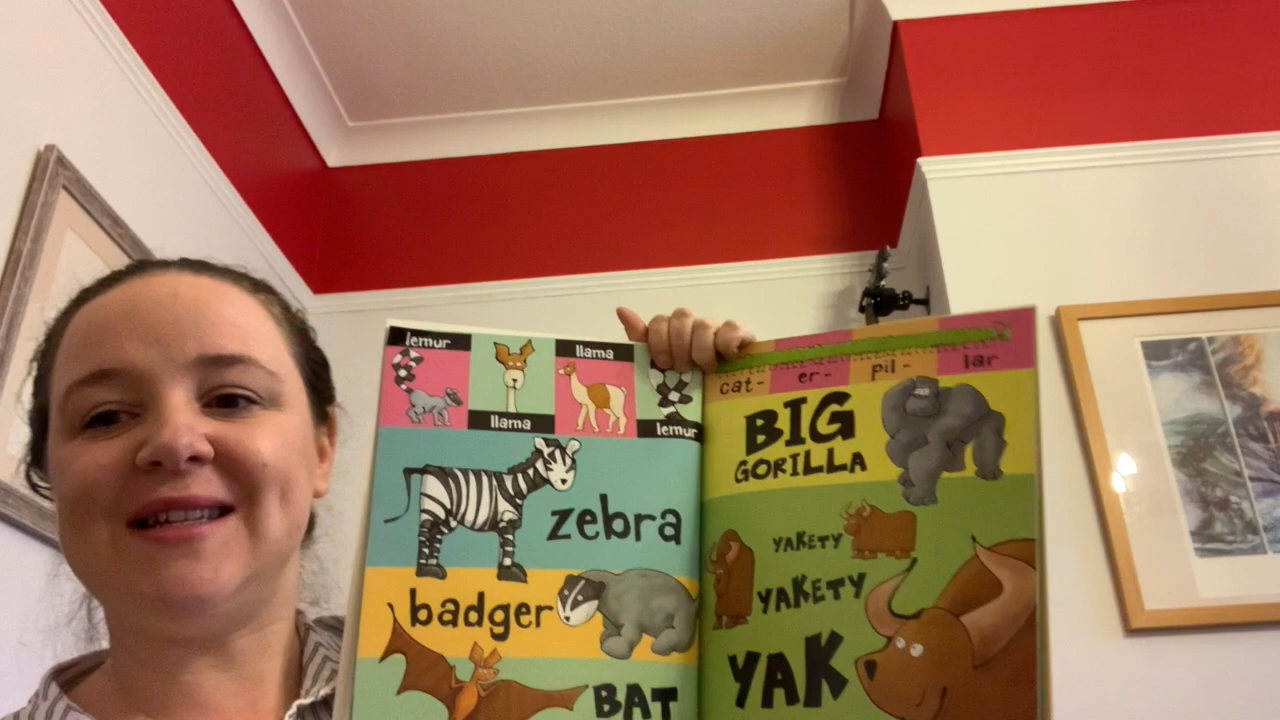 lemur
llama
llama
lemur
zebra
badger
BAT
cat- er- pil- lar
BIG
GORILLA
YAKETY
YAKETY
YAK